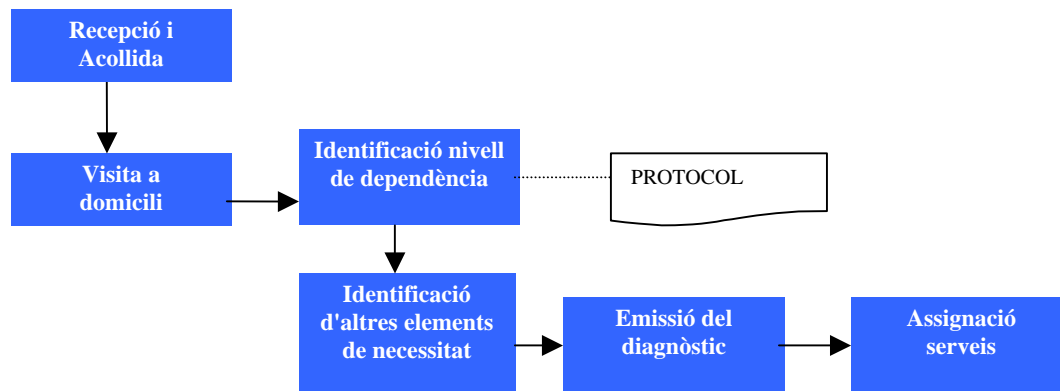 Recepció i
Acollida
Visita a
domicili
Identificació nivell
de dependència
PROTOCOL
Identificació
d'altres elements
de necessitat
Emissió del
diagnòstic
Assignació
serveis